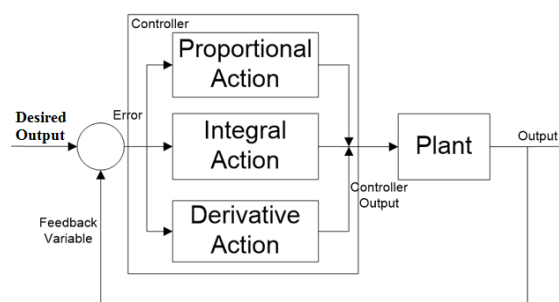 Controller
Proportional
Action
Desired
Output
Error
Integral
Action
Plant
Output
Controller
Output
Feedback
Variable
Derivative
Action